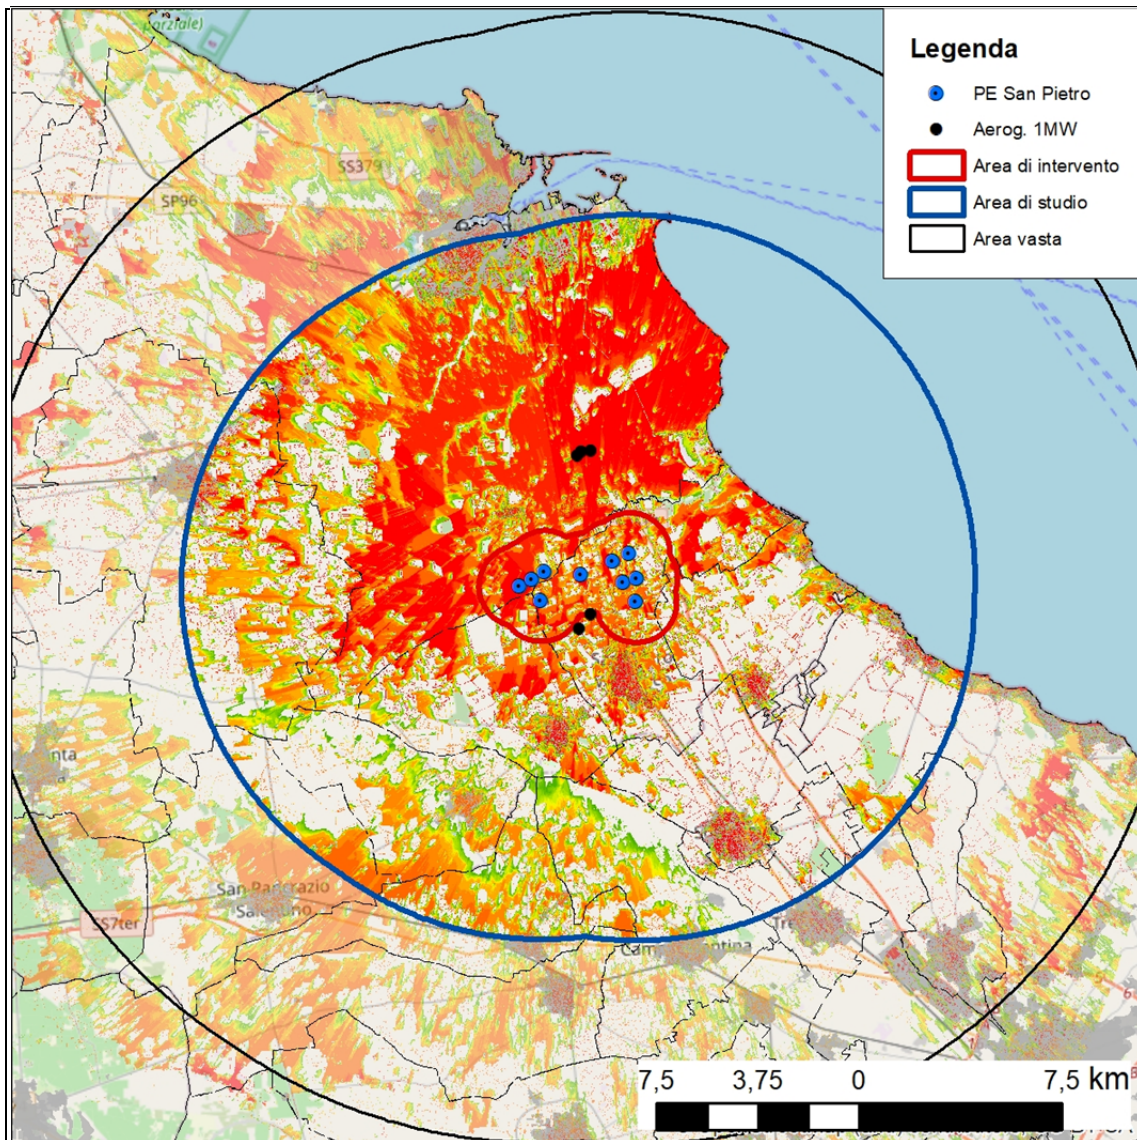 parziale)
Legenda
PE San Pietro
Aerog. 1MW
Area di intervento
Area di studio
Area vasta
SS379
SP96
San Pancrazio
Salentino
SS7ter
7,5
3,75
0
7,5 km